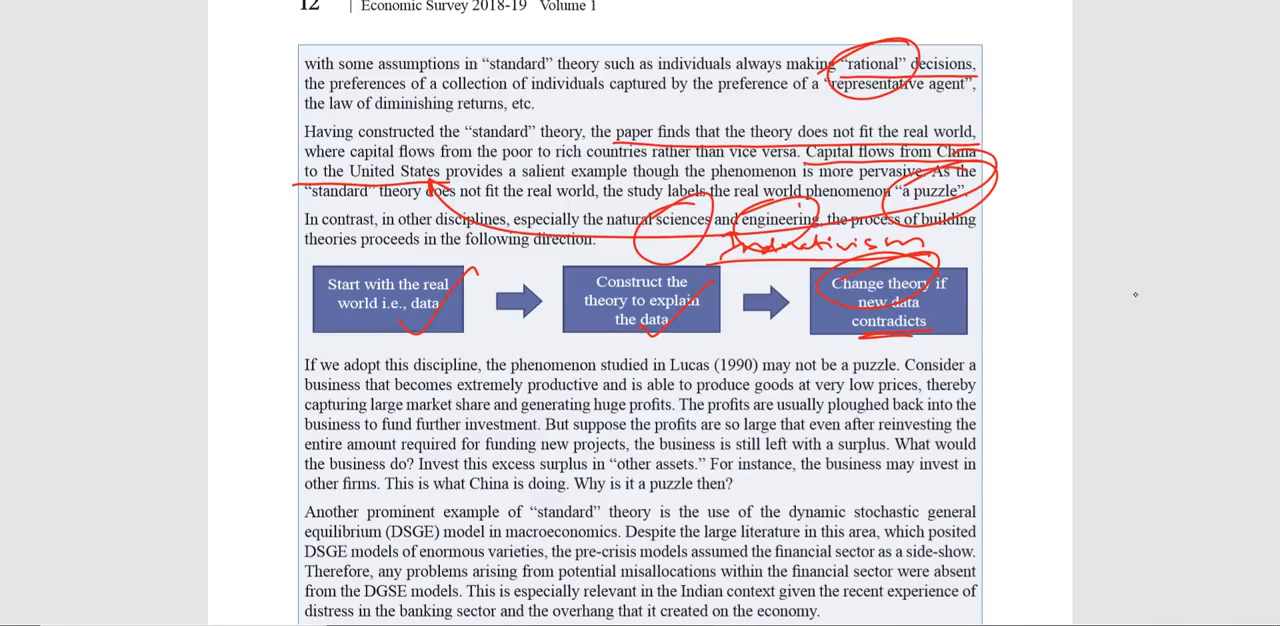 12 | Economic Survey 2018-19 Volume 1
with some assumptions in “standard” theory such as individuals always making “rational” decisions,
the preferences of a collection of individuals captured by the preference of a “representative agent”,
the law of diminishing returns, etc.
Having constructed the “standard” theory, the paper finds that the theory does not fit the real world,
where capital flows from the poor to rich countries rather than vice versa. Capital flows from China
to the United States provides a salient example though the phenomenon is more pervasive. As the
“standard” theory does not fit the real world, the study labels the real world phenomenon “a puzzle”.
In contrast, in other disciplines, especially the natural sciences and engineering, the process of building
theories proceeds in the following direction:
Inductivism
Start with the real
world i.e., data
Construct the
theory to explain
the data
Change theory if
new data
contradicts
If we adopt this discipline, the phenomenon studied in Lucas (1990) may not be a puzzle. Consider a
business that becomes extremely productive and is able to produce goods at very low prices, thereby
capturing large market share and generating huge profits. The profits are usually ploughed back into the
business to fund further investment. But suppose the profits are so large that even after reinvesting the
entire amount required for funding new projects, the business is still left with a surplus. What would
the business do? Invest this excess surplus in “other assets.” For instance, the business may invest in
other firms. This is what China is doing. Why is it a puzzle then?
Another prominent example of “standard” theory is the use of the dynamic stochastic general
equilibrium (DSGE) model in macroeconomics. Despite the large literature in this area, which posited
DSGE models of enormous varieties, the pre-crisis models assumed the financial sector as a side-show.
Therefore, any problems arising from potential misallocations within the financial sector were absent
from the DGSE models. This is especially relevant in the Indian context given the recent experience of
distress in the banking sector and the overhang that it created on the economy.